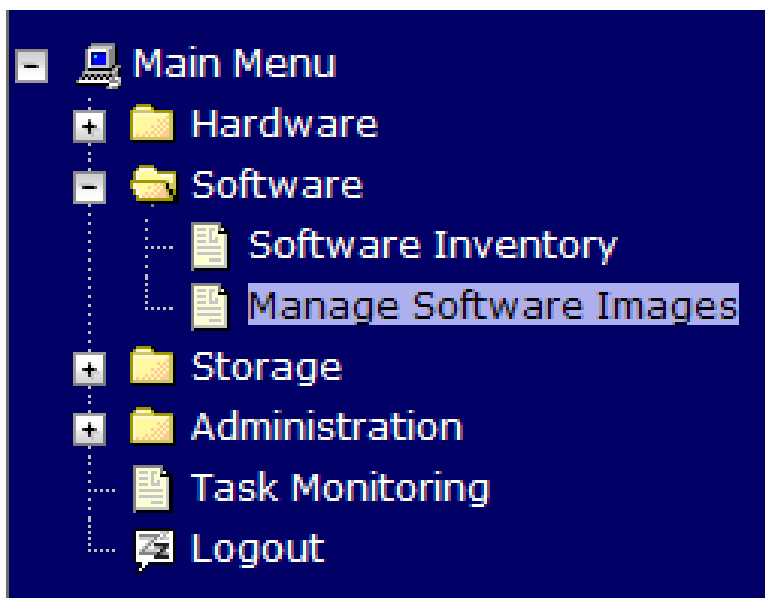 Main Menu
Hardware
Software
Software Inventory
Manage Software Images
Storage
Administration
Task Monitoring
Logout